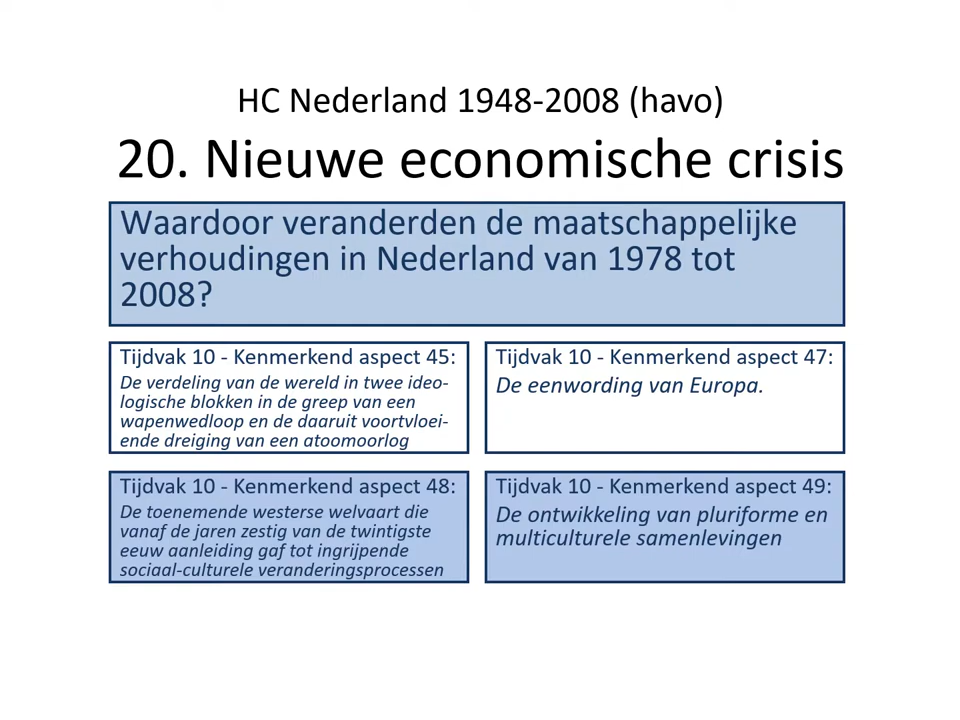 HC Nederland 1948-2008 (havo)
20. Nieuwe economische crisis
Waardoor veranderden de maatschappelijke
verhoudingen in Nederland van 1978 tot
2008?
Tijdvak 10 - Kenmerkend aspect 45:
De verdeling van de wereld in twee ideo-
logische blokken in de greep van een
wapenwedloop en de daaruit voortvloei-
ende dreiging van een atoomoorlog
Tijdvak 10 - Kenmerkend aspect 47:
De eenwording van Europa.
Tijdvak 10 - Kenmerkend aspect 48:
De toenemende westerse welvaart die
vanaf de jaren zestig van de twintigste
eeuw aanleiding gaf tot ingrijpende
sociaal-culturele veranderingsprocessen
Tijdvak 10 - Kenmerkend aspect 49:
De ontwikkeling van pluriforme en
multiculturele samenlevingen